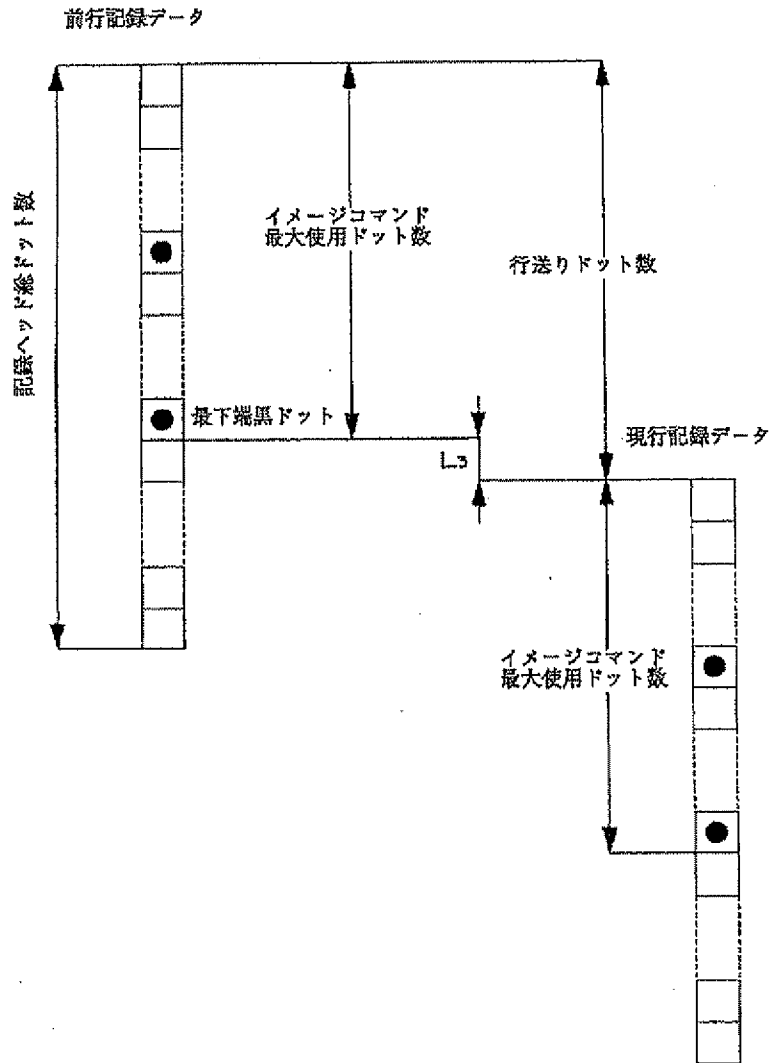 前行記録データ
記録ヘッド総ドット数
イメージコマンド
最大使用ドット数
行送りドット数
最下端黒ドット
L3
現行記録データ
イメージコマンド
最大使用ドット数